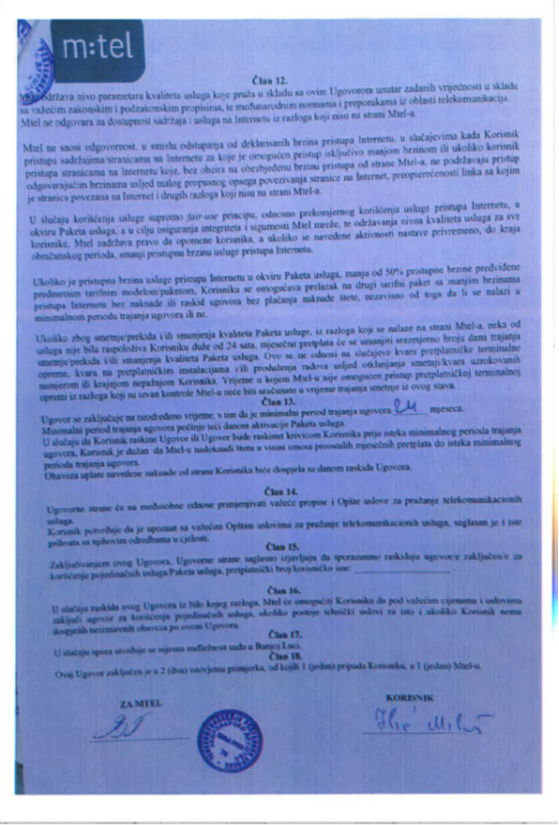 m:tel
Član 12.
održava nivo parametara kvaliteta usluga koje pruža u skladu sa ovim Ugovorom unutar zadanih vrijednosti u skladu
sa važećim zakonskim i podzakonskim propisima, te međunarodnim normama i preporukama iz oblasti telekomunikacija.
Mtel ne odgovara za dostupnost sadržaja i usluga na Internetu iz razloga koji nisu na strani Mtel-a.
Mtel ne snosi odgovornost, u smislu odstupanja od deklarisanih brzina pristupa Internetu, u slučajevima kada Korisnik
pristupa sadržajima/stranicama na Internetu za koje je omogućen pristup isključivo manjom brzinom ili ukoliko korisnik
pristupa stranicama na Internetu koje, bez obzira na obezbjeđenu brzinu pristupa od strane Mtel-a, ne podržavaju pristup
odgovarajućim brzinama usljed malog propusnog opsega povezivanja stranice na Internet, preopterećenosti linka sa kojim
je stranica povezana na Internet i drugih razloga koji nisu na strani Mtel-a.
U slučaju korišćenja usluge suprotno fair-use principu, odnosno prekomjernog korišćenja usluge pristupa Internetu, u
okviru Paketa usluga, a u cilju osiguranja integriteta i sigurnosti Mtel mreže, te održavanja nivoa kvaliteta usluga za sve
korisnike, Mtel zadržava pravo da opomene korisnika, a ukoliko se navedene aktivnosti nastave privremeno, do kraja
obračunskog perioda, smanji pristupnu brzinu usluge pristupa Internetu.
Ukoliko je pristupna brzina usluge pristupa Internetu u okviru Paketa usluga, manja od 50% pristupne brzine predviđene
predmetnim tarifnim modelom/paketom, Korisniku se omogućava prelazak na drugi tarifni paket sa manjim brzinama
pristupa Internetu bez naknade ili raskid ugovora bez plaćanja naknade štete, nezavisno od toga da li se nalazi u
minimalnom periodu trajanja ugovora ili ne.
Ukoliko zbog smetnje/prekida i/ili smanjenja kvaliteta Paketa usluge, iz razloga koji se nalaze na strani Mtel-a, neka od
usluga nije bila raspoloživa Korisniku duže od 24 sata, mjesečna pretplata će se umanjiti srazmjerno broju dana trajanja
smetnje/prekida i/ili smanjenja kvaliteta Paketa usluga. Ovo se ne odnosi na slučajeve kvara pretplatničke terminalne
opreme, kvara na pretplatničkim instalacijama i/ili produženja radova usljed otklanjanja smetnji/kvara uzrokovanih
namjerom ili krajnjom nepažnjom Korisnika. Vrijeme u kojem Mtel-u nije omogućen pristup pretplatničkoj terminalnoj
opremi iz razloga koji su izvan kontrole Mtel-a neće biti uračunato u vrijeme trajanja smetnje iz ovog stava.
Član 13.
Ugovor se zaključuje na neodređeno vrijeme, s tim da je minimalni period trajanja ugovora 24 mjeseca.
Minimalni period trajanja ugovora počinje teći danom aktivacije Paketa usluga.
U slučaju da Korisnik raskine Ugovor ili Ugovor bude raskinut krivicom Korisnika prije isteka minimalnog perioda trajanja
ugovora, Korisnik je dužan da Mtel-u nadoknadi štetu u visini iznosa preostalih mjesečnih pretplata do isteka minimalnog
perioda trajanja ugovora.
Obaveza uplate navedene naknade od strane Korisnika biće dospjela sa danom raskida Ugovora.
Član 14.
Ugovorne strane će na međusobne odnose primjenjivati važeće propise i Opšte uslove za pružanje telekomunikacionih
usluga.
Korisnik potvrđuje da je upoznat sa važećim Opštim uslovima za pružanje telekomunikacionih usluga, saglasan je i iste
prihvata sa njihovim odredbama u cjelosti.
Član 15.
Zaključivanjem ovog Ugovora, Ugovorne strane saglasno izjavljuju da sporazumno raskidaju ugovor/e zaključen/e za
korišćenje pojedinačnih usluga/Paketa usluga, pretplatnički broj/korisničko ime:
Član 16.
U slučaju raskida ovog Ugovora iz bilo kojeg razloga, Mtel će omogućiti Korisniku da pod važećim cijenama i uslovima
zaključi ugovor za korišćenje pojedinačnih usluga, ukoliko postoje tehnički uslovi za isto i ukoliko Korisnik nema
dospjelih neizmirenih obaveza po ovom Ugovoru.
Član 17.
U slučaju spora utvrđuje se mjesna nadležnost suda u Banjoj Luci.
Član 18.
Ovaj Ugovor zaključen je u 2 (dva) istovjetna primjerka, od kojih 1 (jedan) pripada Korisniku, a 1 (jedan) Mtel-u.
ZA MTEL
KORISNIK
Ilić Miloš